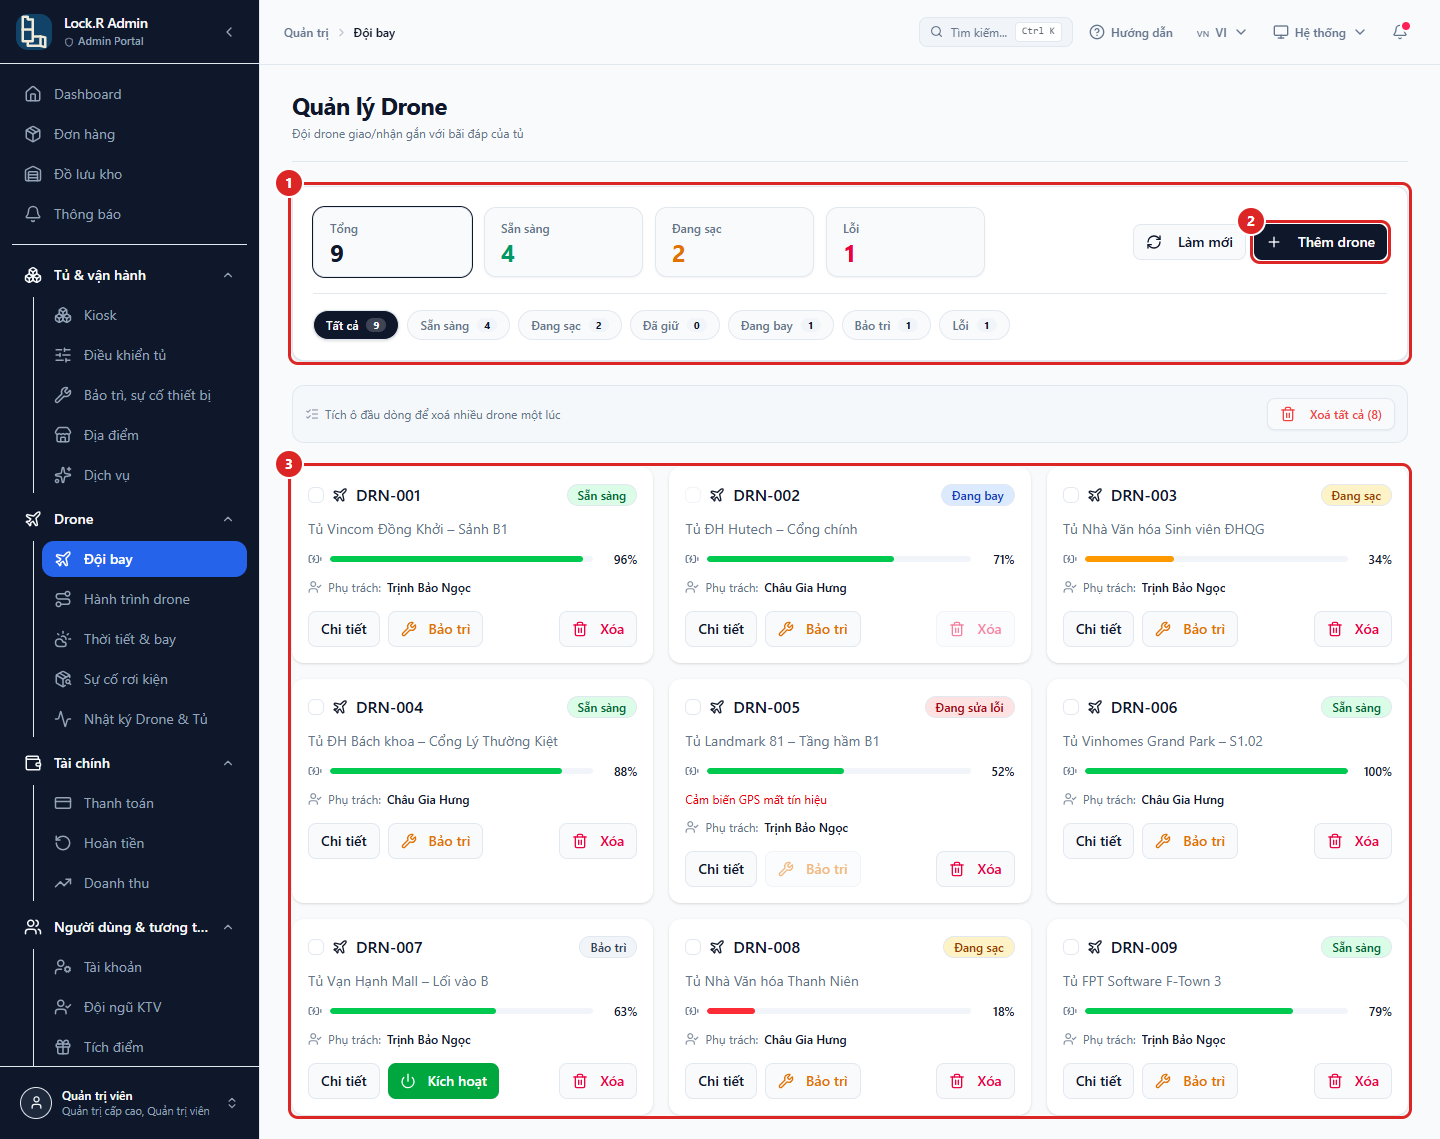 Lock.R Admin
Admin Portal
Dashboard
Đơn hàng
Đồ lưu kho
Thông báo
Tủ & vận hành
Kiosk
Điều khiển tủ
Bảo trì, sự cố thiết bị
Địa điểm
Dịch vụ
Drone
Đội bay
Hành trình drone
Thời tiết & bay
Sự cố rơi kiện
Nhật ký Drone & Tủ
Tài chính
Thanh toán
Hoàn tiền
Doanh thu
Người dùng & tương t...
Tài khoản
Đội ngũ KTV
Tích điểm
Quản trị viên
Quản trị cấp cao, Quản trị viên
Quản trị > Đội bay
Tìm kiếm... Ctrl K
Hướng dẫn
VN VI
Hệ thống
Quản lý Drone
Đội drone giao/nhận gắn với bãi đáp của tủ
1
Tổng
9
Sẵn sàng
4
Đang sạc
2
Lỗi
1
Làm mới
2
Thêm drone
Tất cả 9
Sẵn sàng 4
Đang sạc 2
Đã giữ 0
Đang bay 1
Bảo trì 1
Lỗi 1
Tích ô đầu dòng để xoá nhiều drone một lúc
Xoá tất cả (8)
3
DRN-001 Sẵn sàng
Tủ Vincom Đồng Khởi – Sảnh B1
96%
Phụ trách: Trịnh Bảo Ngọc
Chi tiết Bảo trì Xóa
DRN-002 Đang bay
Tủ ĐH Hutech – Cổng chính
71%
Phụ trách: Châu Gia Hưng
Chi tiết Bảo trì Xóa
DRN-003 Đang sạc
Tủ Nhà Văn hóa Sinh viên ĐHQG
34%
Phụ trách: Trịnh Bảo Ngọc
Chi tiết Bảo trì Xóa
DRN-004 Sẵn sàng
Tủ ĐH Bách khoa – Cổng Lý Thường Kiệt
88%
Phụ trách: Châu Gia Hưng
Chi tiết Bảo trì Xóa
DRN-005 Đang sửa lỗi
Tủ Landmark 81 – Tầng hầm B1
52%
Cảm biến GPS mất tín hiệu
Phụ trách: Trịnh Bảo Ngọc
Chi tiết Bảo trì Xóa
DRN-006 Sẵn sàng
Tủ Vinhomes Grand Park – S1.02
100%
Phụ trách: Châu Gia Hưng
Chi tiết Bảo trì Xóa
DRN-007 Bảo trì
Tủ Vạn Hạnh Mall – Lối vào B
63%
Phụ trách: Trịnh Bảo Ngọc
Chi tiết Kích hoạt Xóa
DRN-008 Đang sạc
Tủ Nhà Văn hóa Thanh Niên
18%
Phụ trách: Châu Gia Hưng
Chi tiết Bảo trì Xóa
DRN-009 Sẵn sàng
Tủ FPT Software F-Town 3
79%
Phụ trách: Trịnh Bảo Ngọc
Chi tiết Bảo trì Xóa